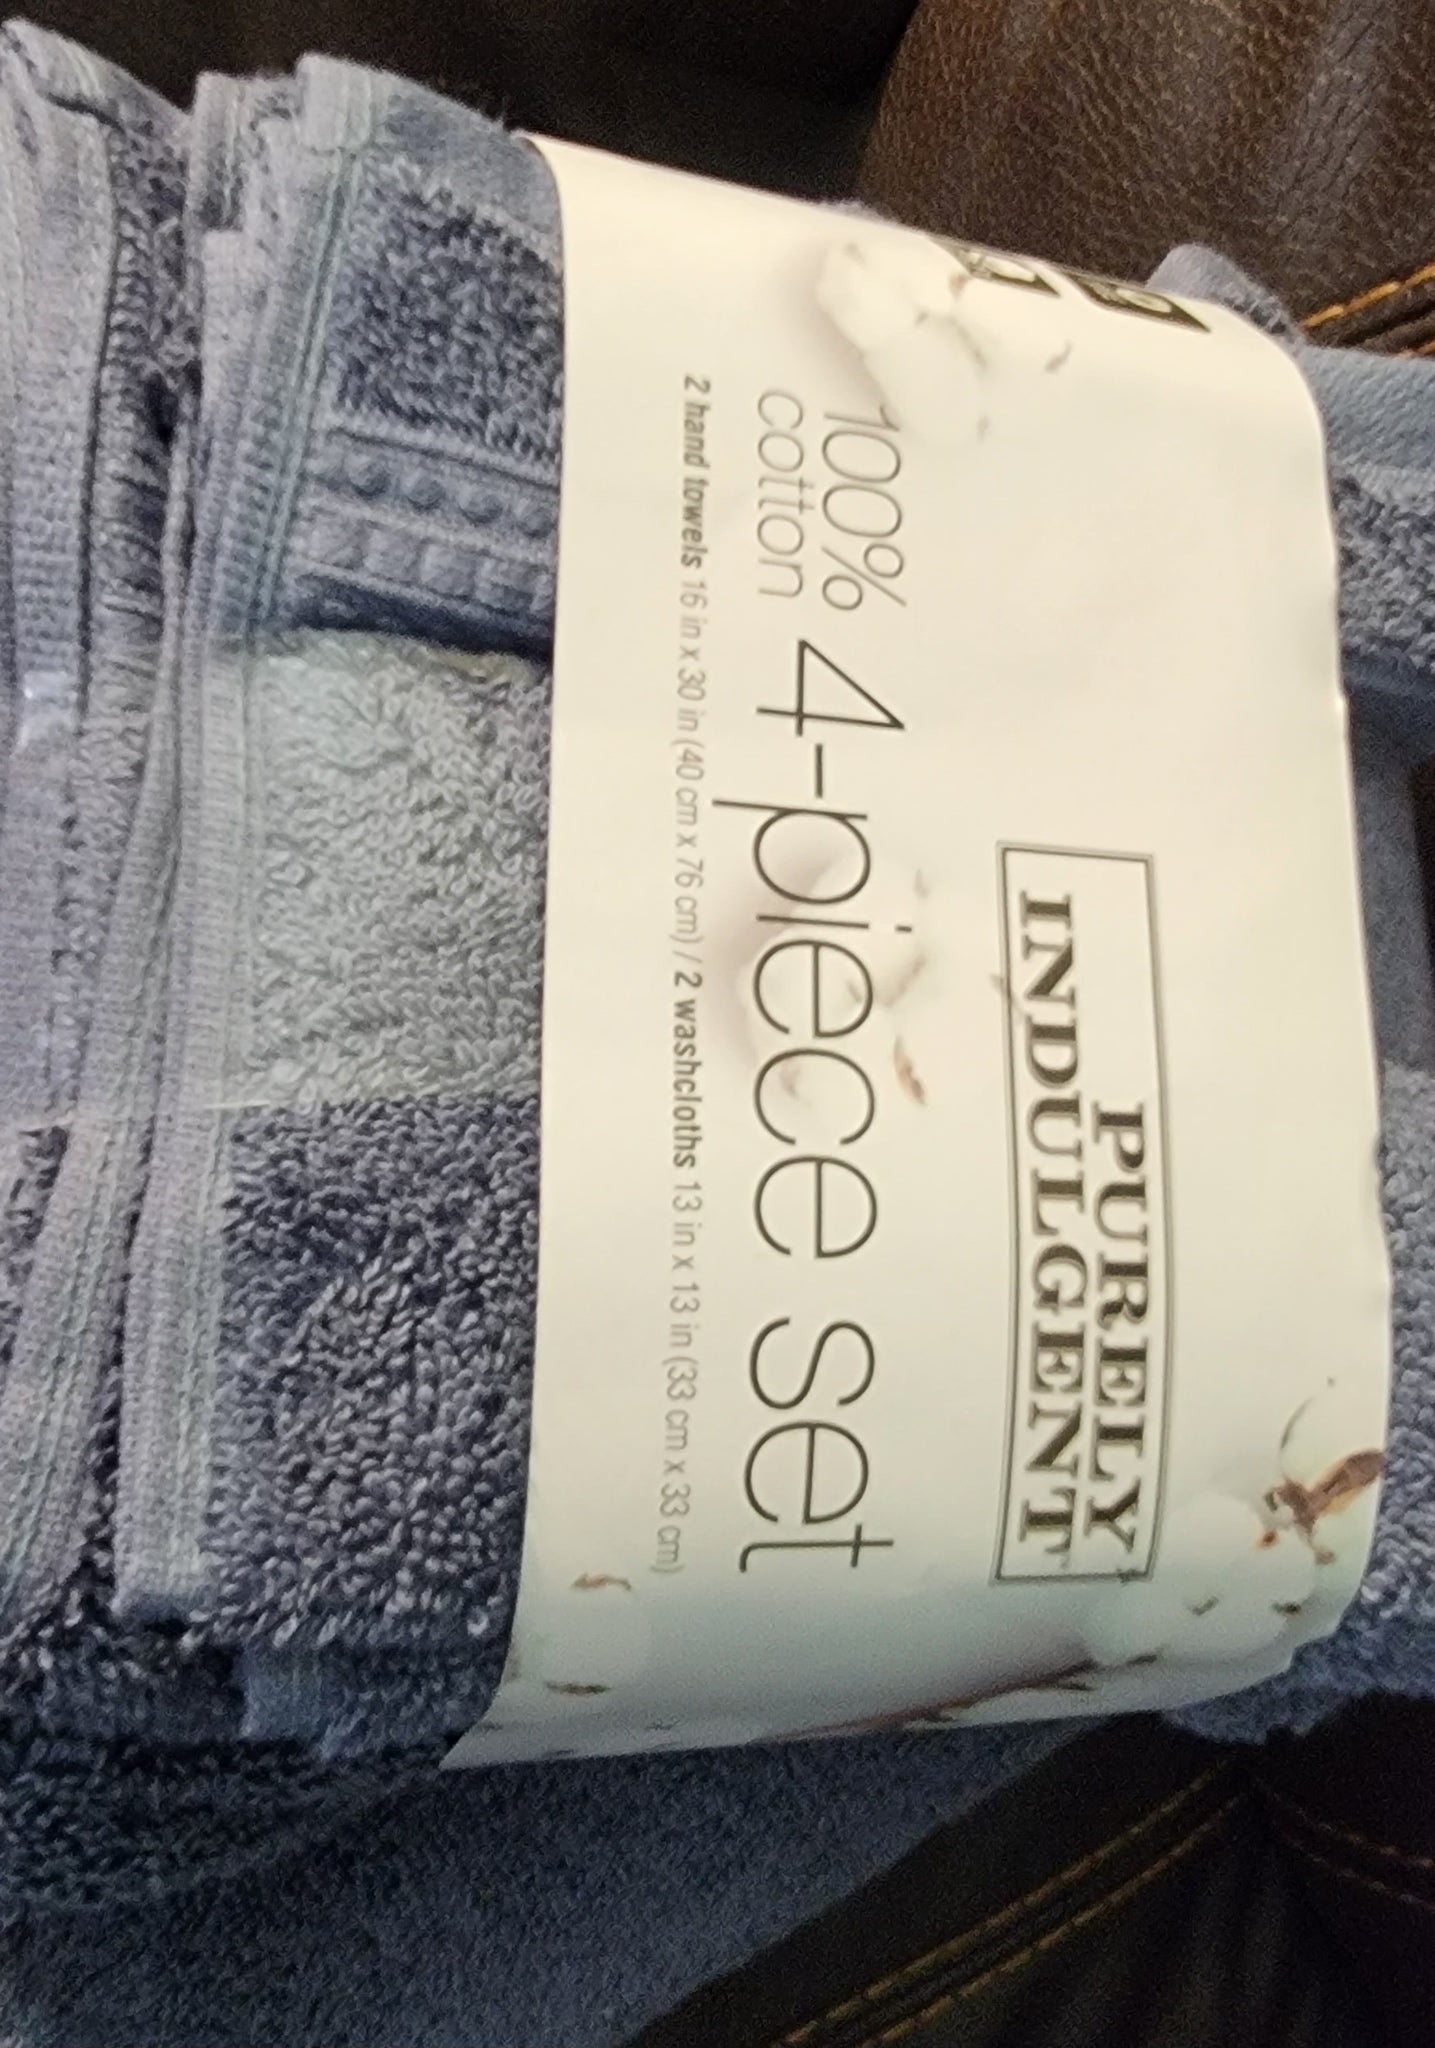 PURELY
INDULGENT
100%
cotton
4-piece set
2 hand towels 16 in x 30 in (40 cm x 76 cm) / 2 washcloths 13 in x 13 in (33 cm x 33 cm)